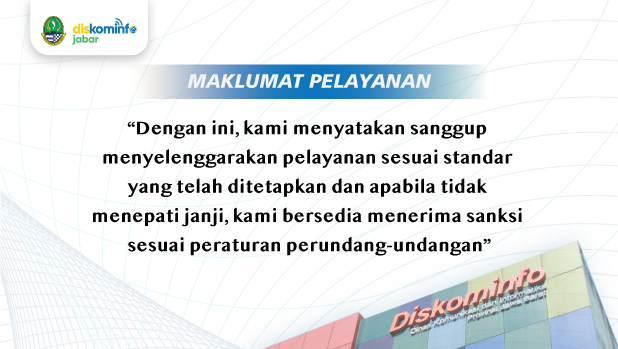 diskominfo
jabar
MAKLUMAT PELAYANAN
“Dengan ini, kami menyatakan sanggup
menyelenggarakan pelayanan sesuai standar
yang telah ditetapkan dan apabila tidak
menepati janji, kami bersedia menerima sanksi
sesuai peraturan perundang-undangan”
Diskominfo
Dinas Komunikasi dan Informatika
Provinsi Jawa Barat